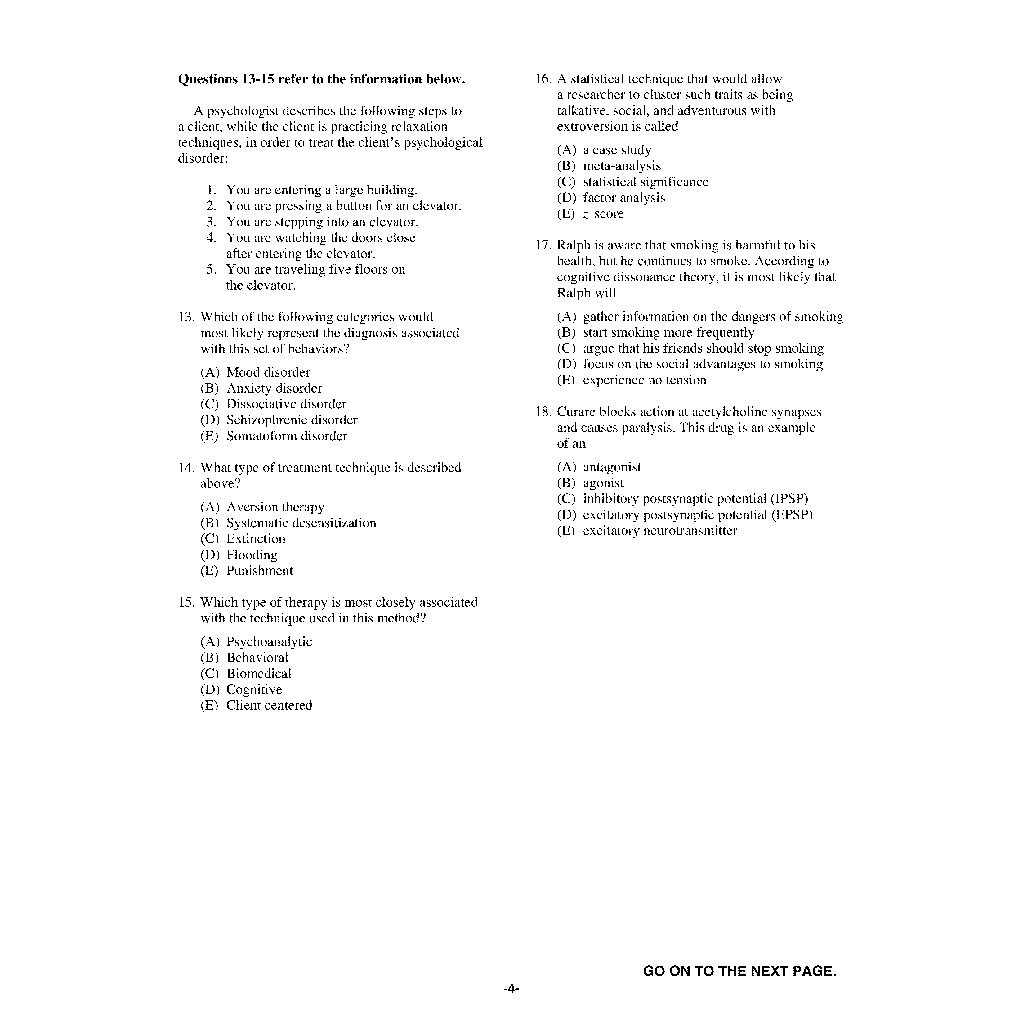 Questions 13-15 refer to the information below.
A psychologist describes the following steps to
a client, while the client is practicing relaxation
techniques, in order to treat the client's psychological
disorder:
1. You are entering a large building.
2. You are pressing a button for an elevator.
3. You are stepping into an elevator.
4. You are watching the doors close
after entering the elevator.
5. You are traveling five floors on
the elevator.
13. Which of the following categories would
most likely represent the diagnosis associated
with this set of behaviors?
(A) Mood disorder
(B) Anxiety disorder
(C) Dissociative disorder
(D) Schizophrenic disorder
(E) Somatoform disorder
14. What type of treatment technique is described
above?
(A) Aversion therapy
(B) Systematic desensitization
(C) Extinction
(D) Flooding
(E) Punishment
15. Which type of therapy is most closely associated
with the technique used in this method?
(A) Psychoanalytic
(B) Behavioral
(C) Biomedical
(D) Cognitive
(E) Client centered
16. A statistical technique that would allow
a researcher to cluster such traits as being
talkative, social, and adventurous with
extroversion is called
(A) a case study
(B) meta-analysis
(C) statistical significance
(D) factor analysis
(E) z score
17. Ralph is aware that smoking is harmful to his
health, but he continues to smoke. According to
cognitive dissonance theory, it is most likely that
Ralph will
(A) gather information on the dangers of smoking
(B) start smoking more frequently
(C) argue that his friends should stop smoking
(D) focus on the social advantages to smoking
(E) experience no tension
18. Curare blocks action at acetylcholine synapses
and causes paralysis. This drug is an example
of an
(A) antagonist
(B) agonist
(C) inhibitory postsynaptic potential (IPSP)
(D) excitatory postsynaptic potential (EPSP)
(E) excitatory neurotransmitter
GO ON TO THE NEXT PAGE.
-4-